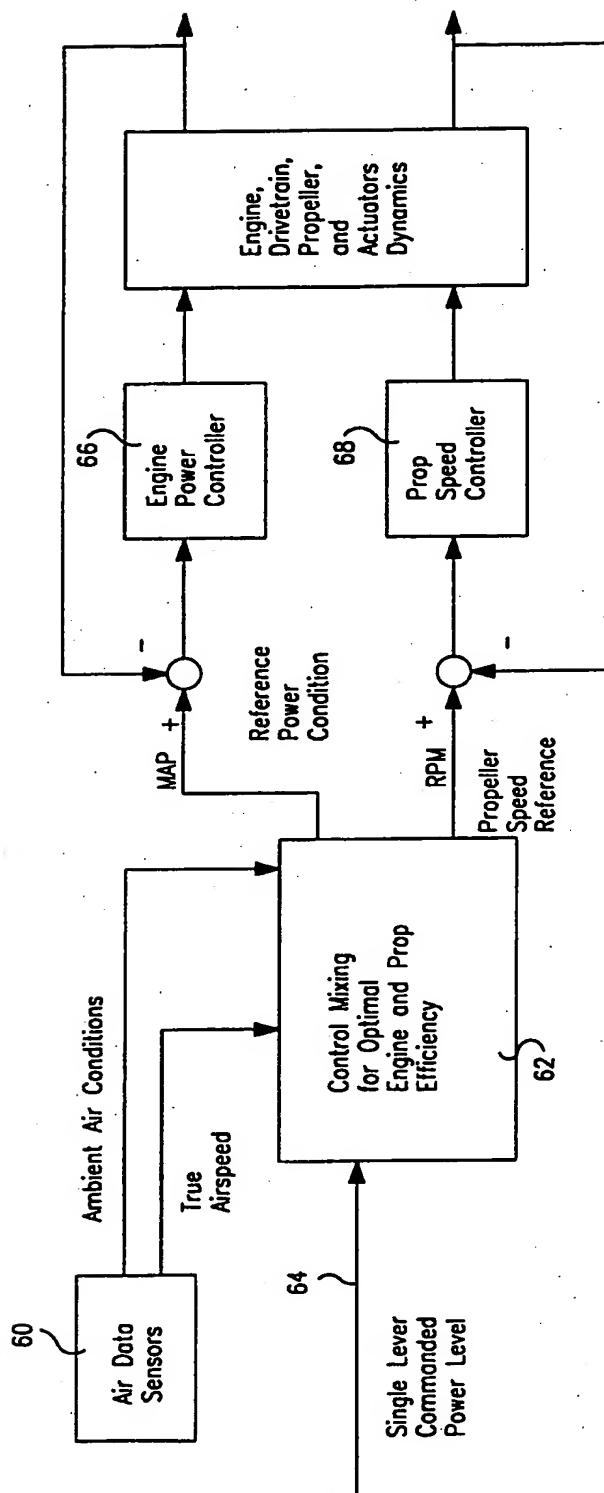 60
Air Data
Sensors
Ambient Air Conditions
True
Airspeed
64
Single Lever
Commanded
Power Level
Control Mixing
for Optimal
Engine and Prop
Efficiency
62
MAP
+
-
Reference
Power
Condition
RPM
+
-
Propeller
Speed
Reference
66
Engine
Power
Controller
68
Prop
Speed
Controller
Engine,
Drivetrain,
Propeller,
and
Actuators
Dynamics